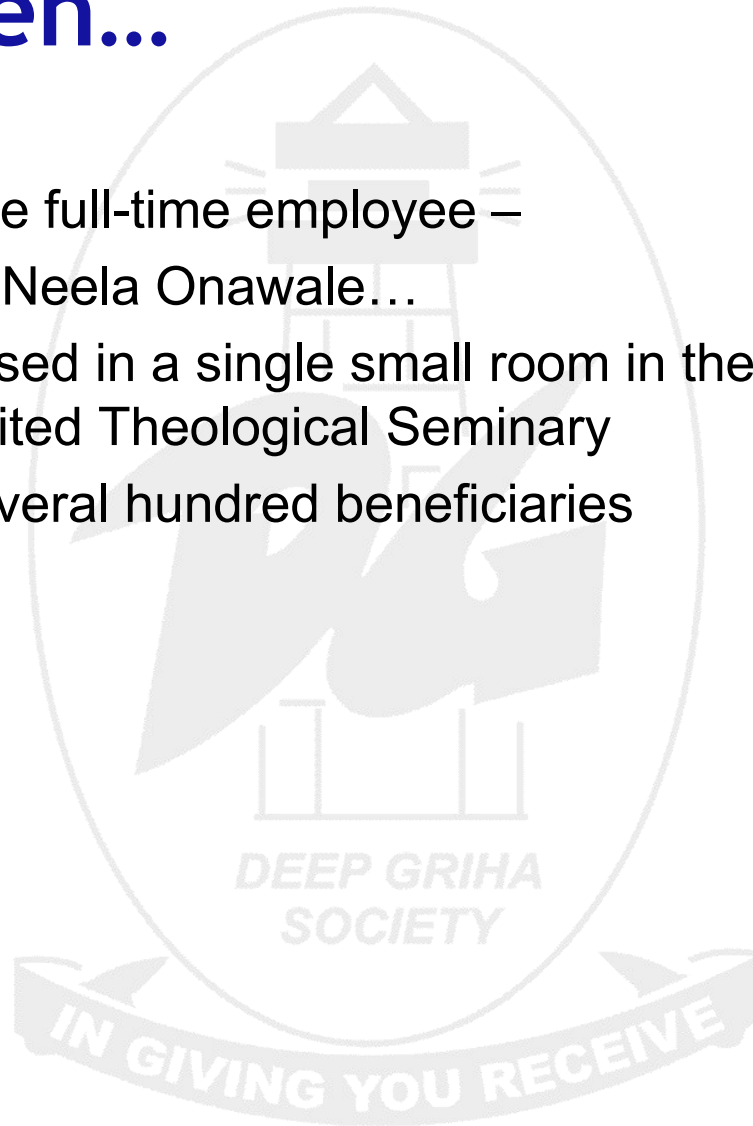 en...
e full-time employee –
Neela Onawale…
sed in a single small room in the
ited Theological Seminary
veral hundred beneficiaries
DG
DEEP GRIHA
SOCIETY
IN GIVING YOU RECEIVE